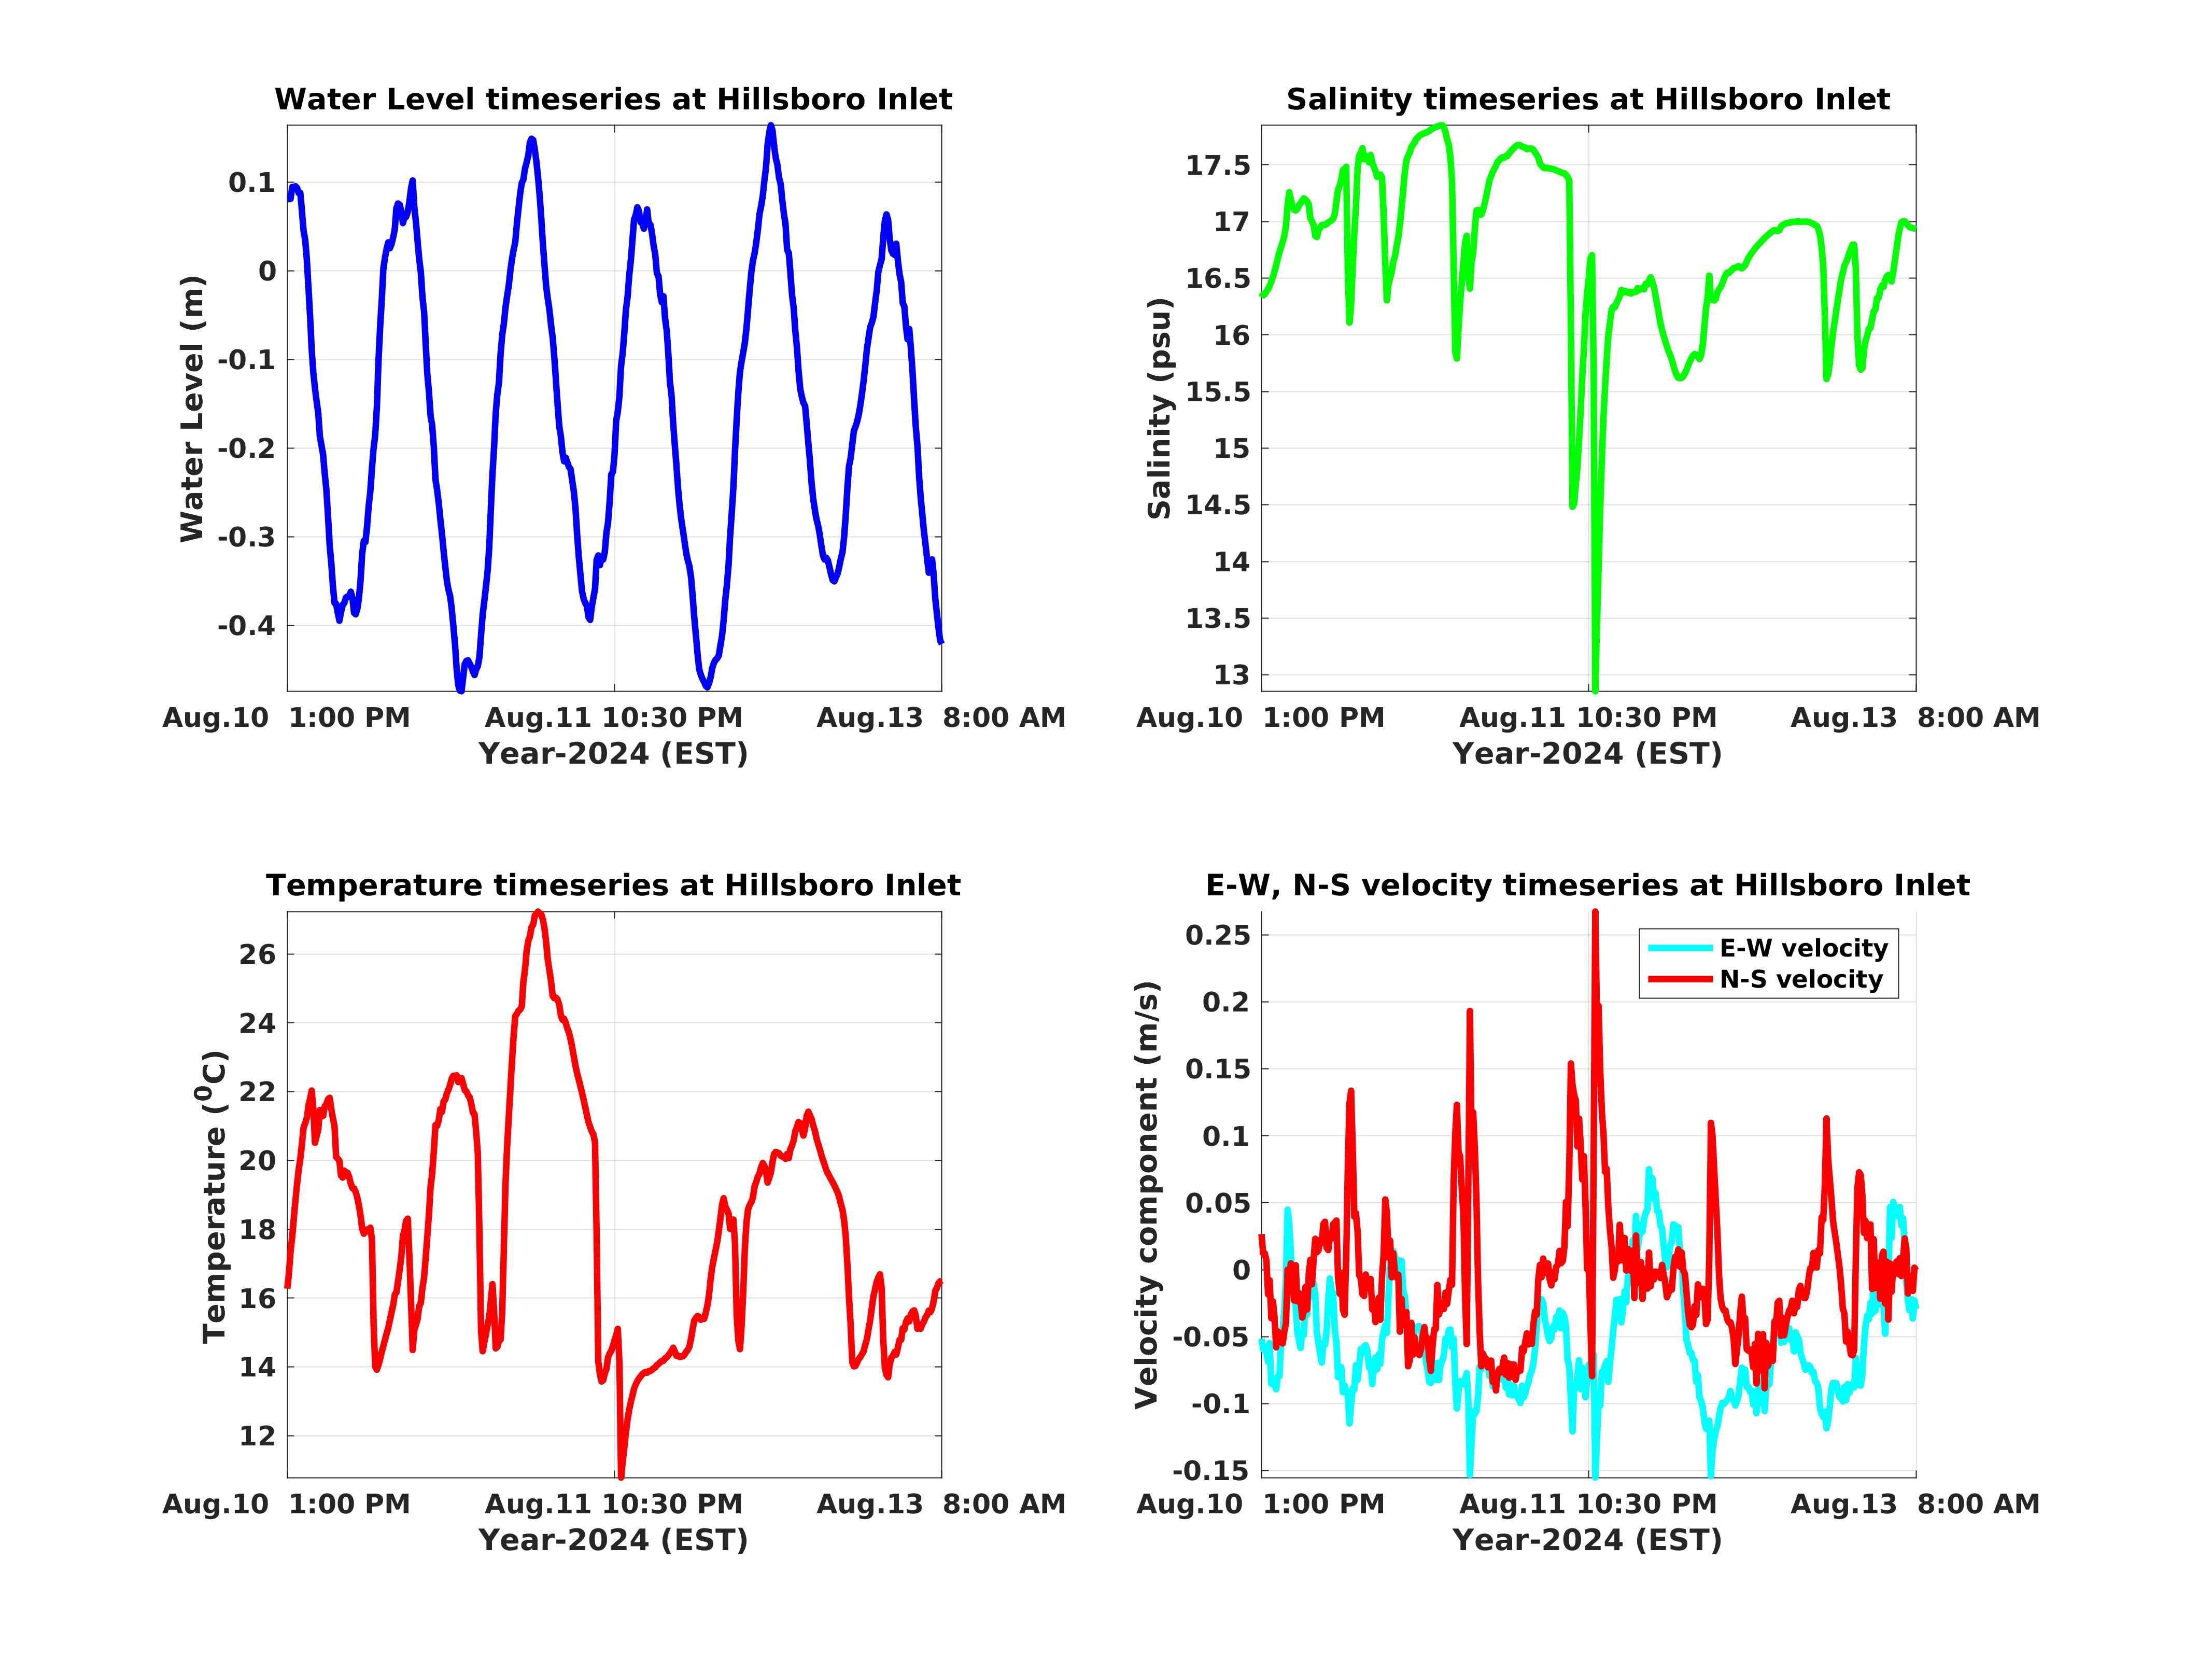 Water Level timeseries at Hillsboro Inlet
Water Level (m)
0.1
0
-0.1
-0.2
-0.3
-0.4
Aug.10 1:00 PM
Aug.11 10:30 PM
Aug.13 8:00 AM
Year-2024 (EST)
Salinity timeseries at Hillsboro Inlet
Salinity (psu)
17.5
17
16.5
16
15.5
15
14.5
14
13.5
13
Aug.10 1:00 PM
Aug.11 10:30 PM
Aug.13 8:00 AM
Year-2024 (EST)
Temperature timeseries at Hillsboro Inlet
Temperature (⁰C)
26
24
22
20
18
16
14
12
Aug.10 1:00 PM
Aug.11 10:30 PM
Aug.13 8:00 AM
Year-2024 (EST)
E-W, N-S velocity timeseries at Hillsboro Inlet
Velocity component (m/s)
0.25
0.2
0.15
0.1
0.05
0
-0.05
-0.1
-0.15
E-W velocity
N-S velocity
Aug.10 1:00 PM
Aug.11 10:30 PM
Aug.13 8:00 AM
Year-2024 (EST)